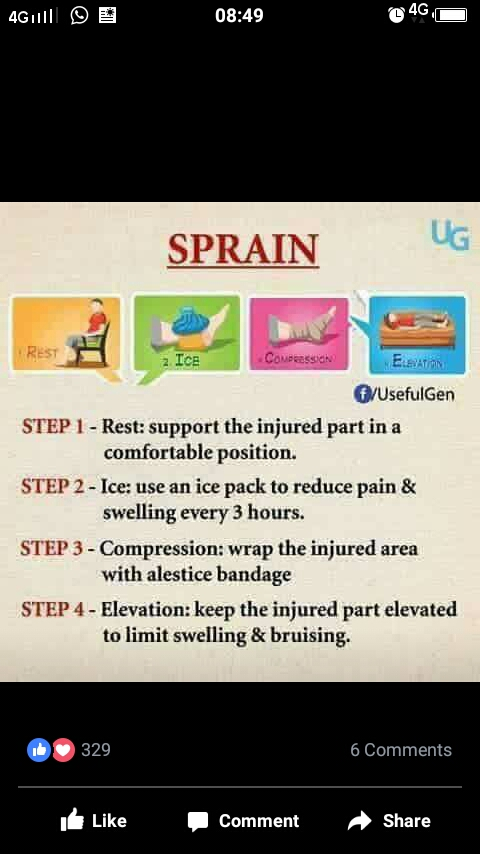 4G 08:49 4G
SPRAIN
UG
1. REST
2. ICE
COMPRESSION
ELEVATION
f/UsefulGen
STEP 1 - Rest: support the injured part in a
comfortable position.
STEP 2 - Ice: use an ice pack to reduce pain &
swelling every 3 hours.
STEP 3 - Compression: wrap the injured area
with alestice bandage
STEP 4 - Elevation: keep the injured part elevated
to limit swelling & bruising.
329 6 Comments
Like Comment Share